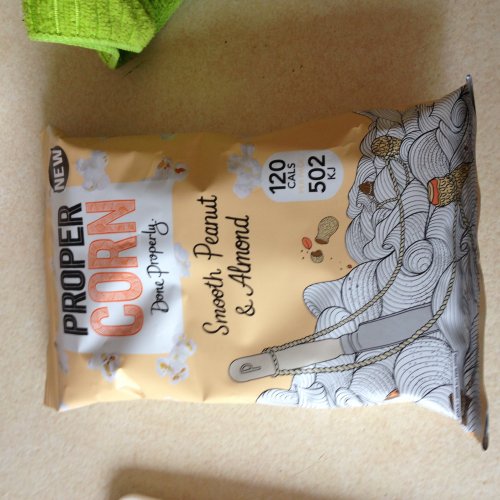 NEW
PROPER
CORN
Done Properly.
Smooth Peanut
& Almond
120
CALS
502
KJ
P